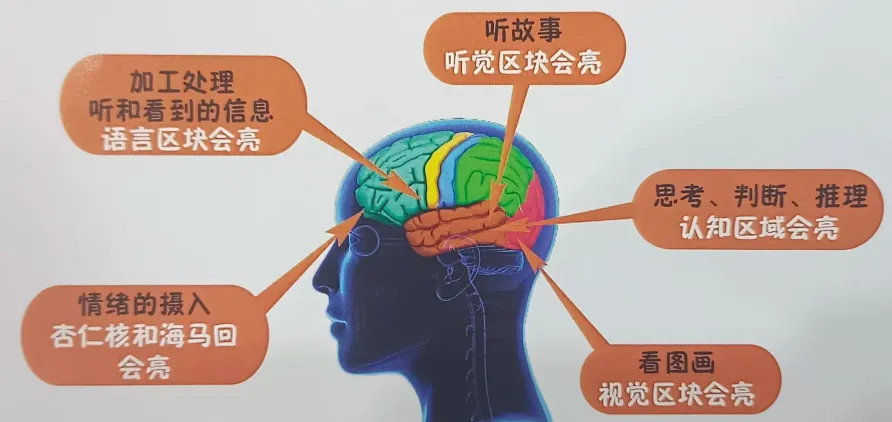 听故事
听觉区块会亮
加工处理
听和看到的信息
语言区块会亮
思考、判断、推理
认知区域会亮
情绪的摄入
杏仁核和海马回
会亮
看图画
视觉区块会亮